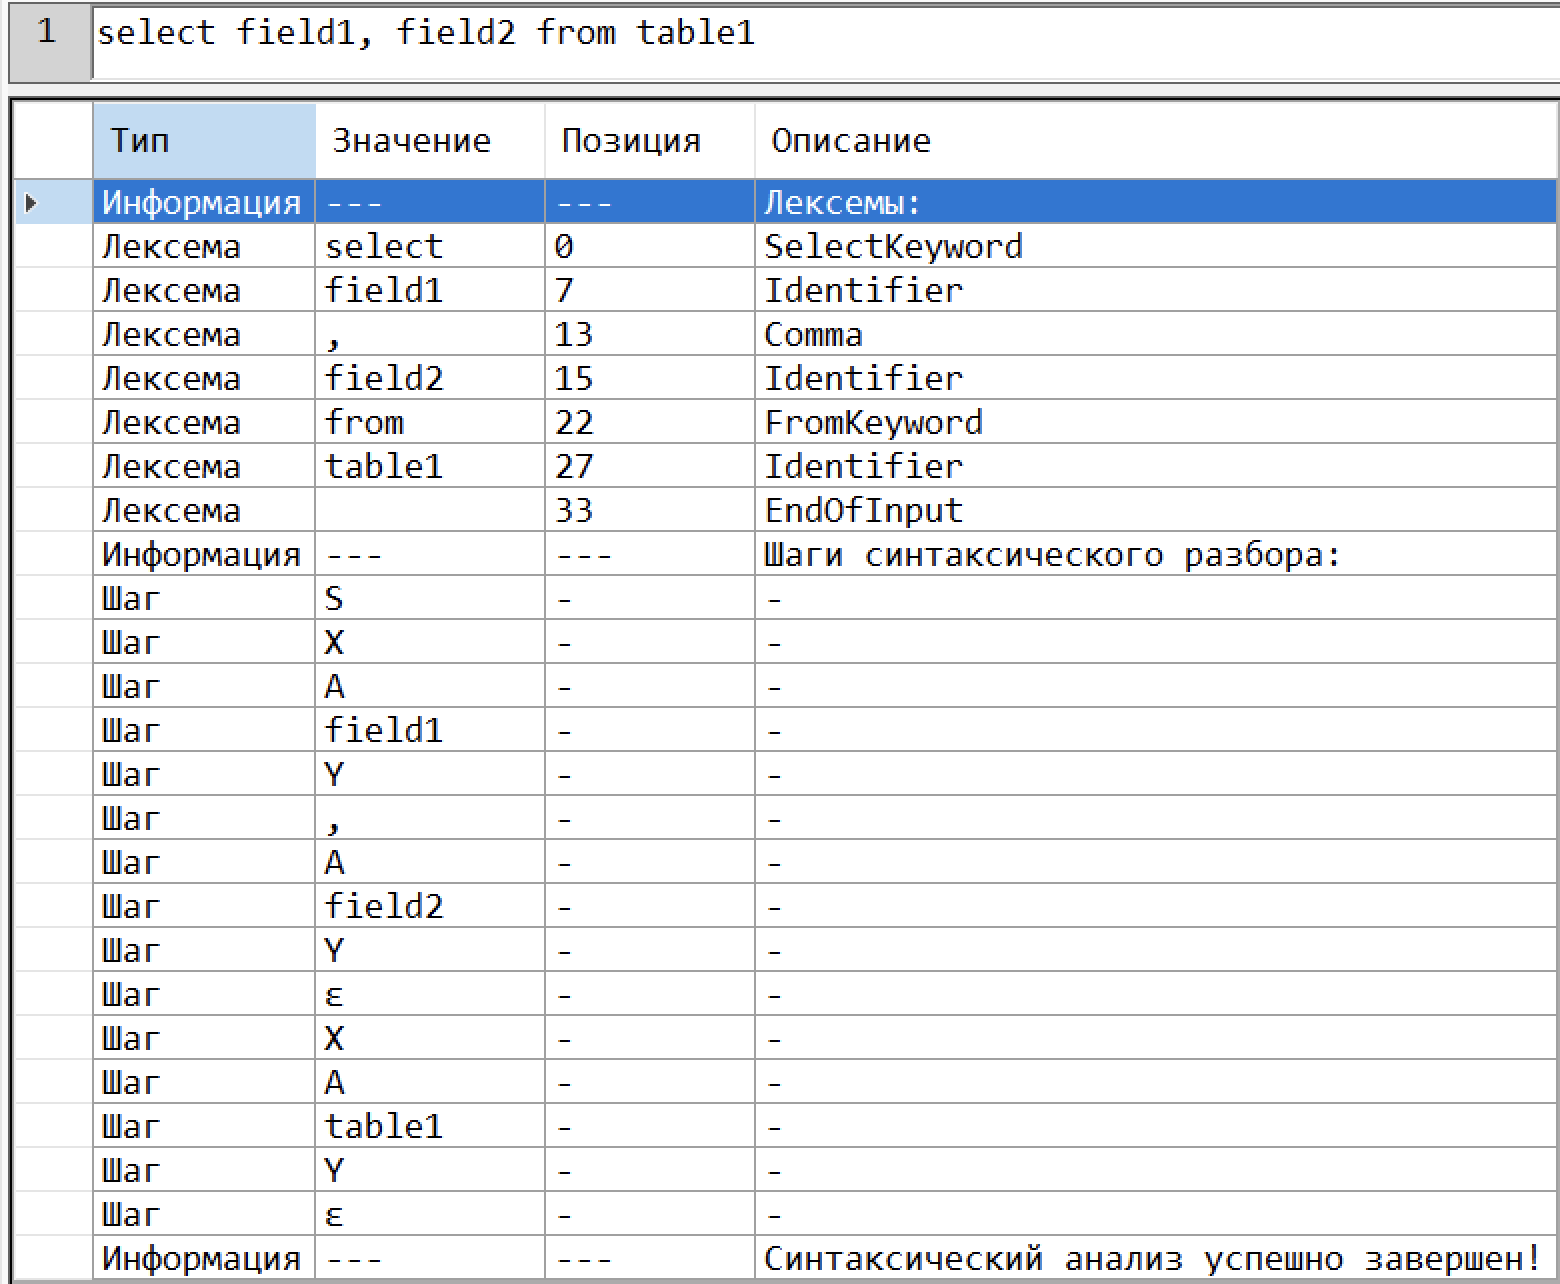 1 select field1, field2 from table1
Тип Значение Позиция Описание
Информация --- --- Лексемы:
Лексема select 0 SelectKeyword
Лексема field1 7 Identifier
Лексема , 13 Comma
Лексема field2 15 Identifier
Лексема from 22 FromKeyword
Лексема table1 27 Identifier
Лексема 33 EndOfInput
Информация --- --- Шаги синтаксического разбора:
Шаг S - -
Шаг X - -
Шаг A - -
Шаг field1 - -
Шаг Y - -
Шаг , - -
Шаг A - -
Шаг field2 - -
Шаг Y - -
Шаг ε - -
Шаг X - -
Шаг A - -
Шаг table1 - -
Шаг Y - -
Шаг ε - -
Информация --- --- Синтаксический анализ успешно завершен!